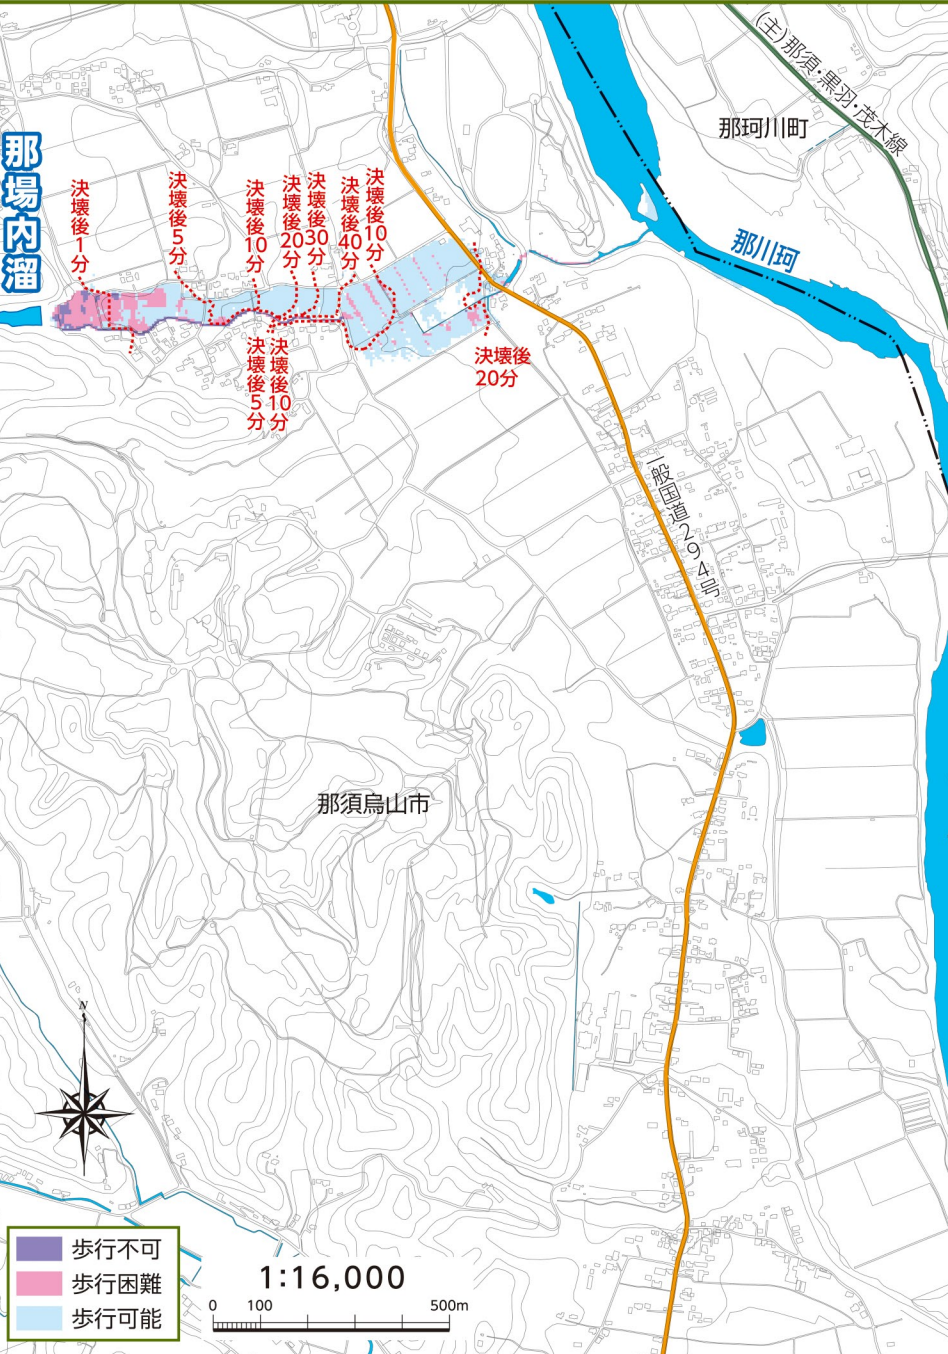 (主)那須・黒羽・茂木線
那珂川町
那場内溜
決壊後1分
決壊後5分
決壊後10分
決壊後20分
決壊後30分
決壊後40分
決壊後10分
那川珂
決壊後5分
決壊後10分
決壊後
20分
一般国道294号
那須烏山市
N
歩行不可
歩行困難
歩行可能
1:16,000
0 100 500m